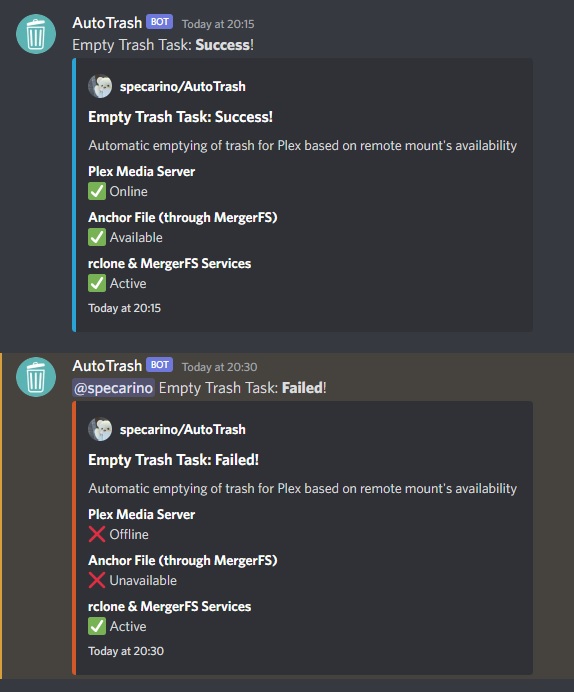 AutoTrash BOT Today at 20:15
Empty Trash Task: Success!
specarino/AutoTrash
Empty Trash Task: Success!
Automatic emptying of trash for Plex based on remote mount's availability
Plex Media Server
✅ Online
Anchor File (through MergerFS)
✅ Available
rclone & MergerFS Services
✅ Active
Today at 20:15
AutoTrash BOT Today at 20:30
@specarino Empty Trash Task: Failed!
specarino/AutoTrash
Empty Trash Task: Failed!
Automatic emptying of trash for Plex based on remote mount's availability
Plex Media Server
❌ Offline
Anchor File (through MergerFS)
❌ Unavailable
rclone & MergerFS Services
✅ Active
Today at 20:30